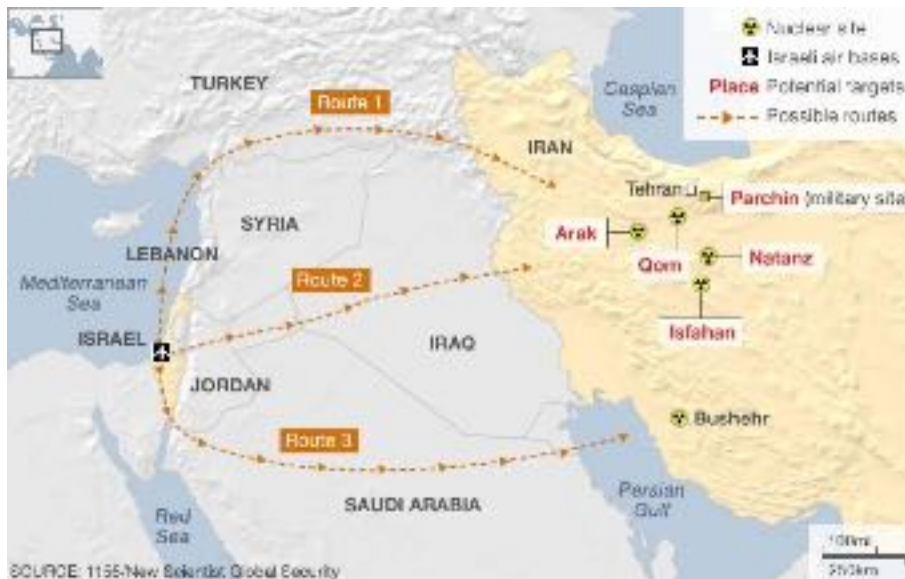 Nuclear site
Israeli air bases
Place Potential targets
Possible routes
TURKEY
Route 1
Caspian
Sea
IRAN
Tehran
Parchin (military site)
SYRIA
Arak
LEBANON
Qom
Natanz
Mediterranean
Sea
Route 2
Isfahan
ISRAEL
IRAQ
JORDAN
Bushehr
Route 3
SAUDI ARABIA
Persian
Gulf
Red
Sea
100mi
250km
SOURCE: New Scientist Global Security